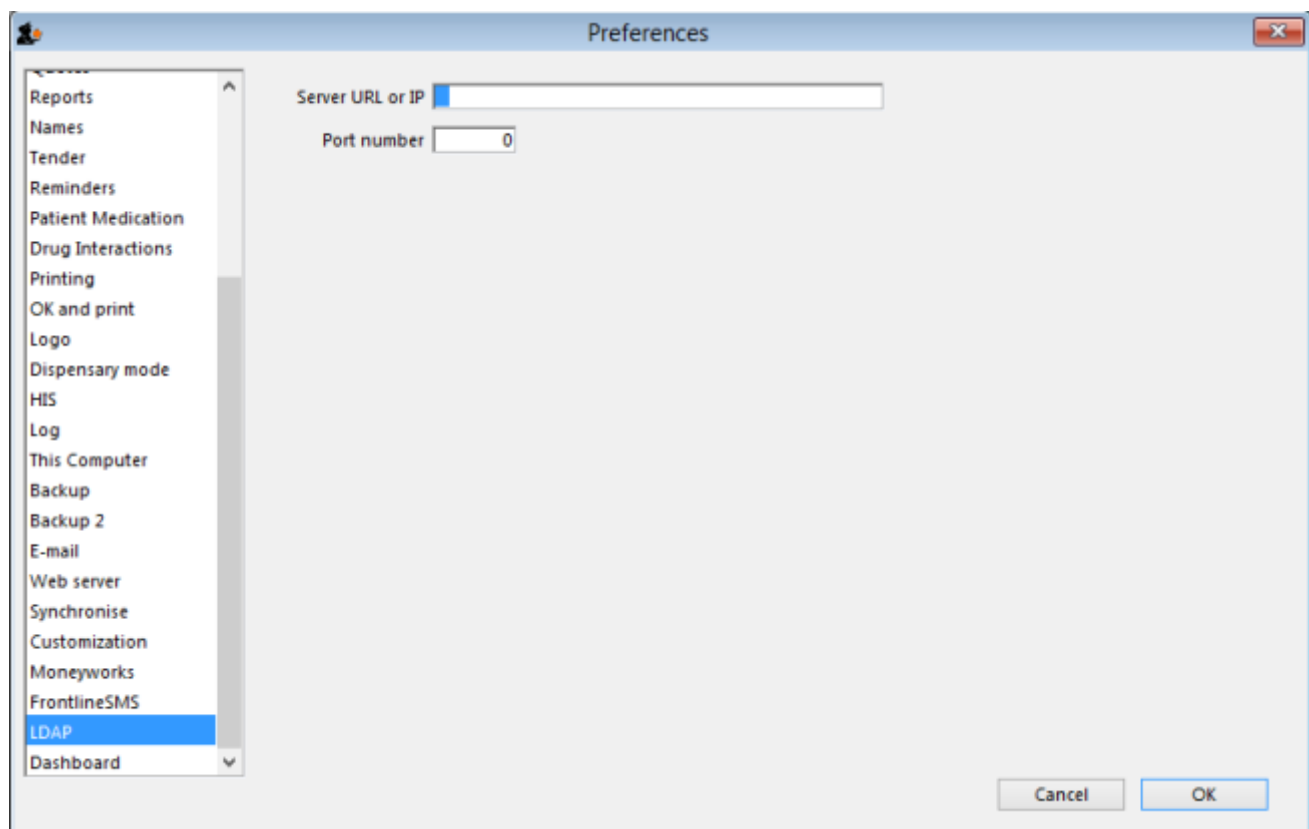 Preferences
Reports
Names
Tender
Reminders
Patient Medication
Drug Interactions
Printing
OK and print
Logo
Dispensary mode
HIS
Log
This Computer
Backup
Backup 2
E-mail
Web server
Synchronise
Customization
Moneyworks
FrontlineSMS
LDAP
Dashboard
Server URL or IP
Port number 0
Cancel OK